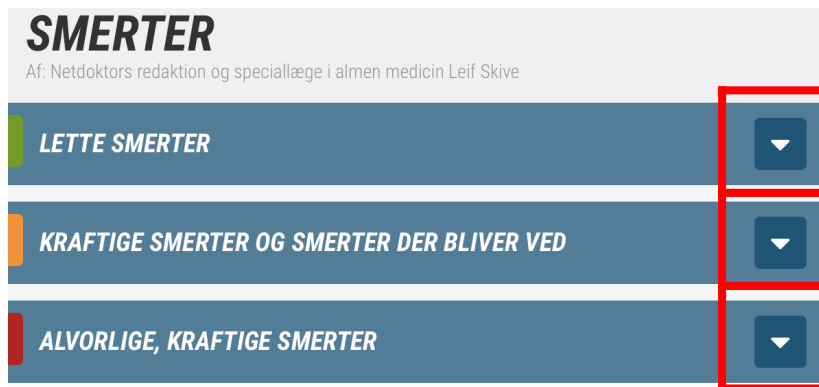 SMERTER
Af: Netdoktors redaktion og speciallæge i almen medicin Leif Skive
LETTE SMERTER
KRAFTIGE SMERTER OG SMERTER DER BLIVER VED
ALVORLIGE, KRAFTIGE SMERTER